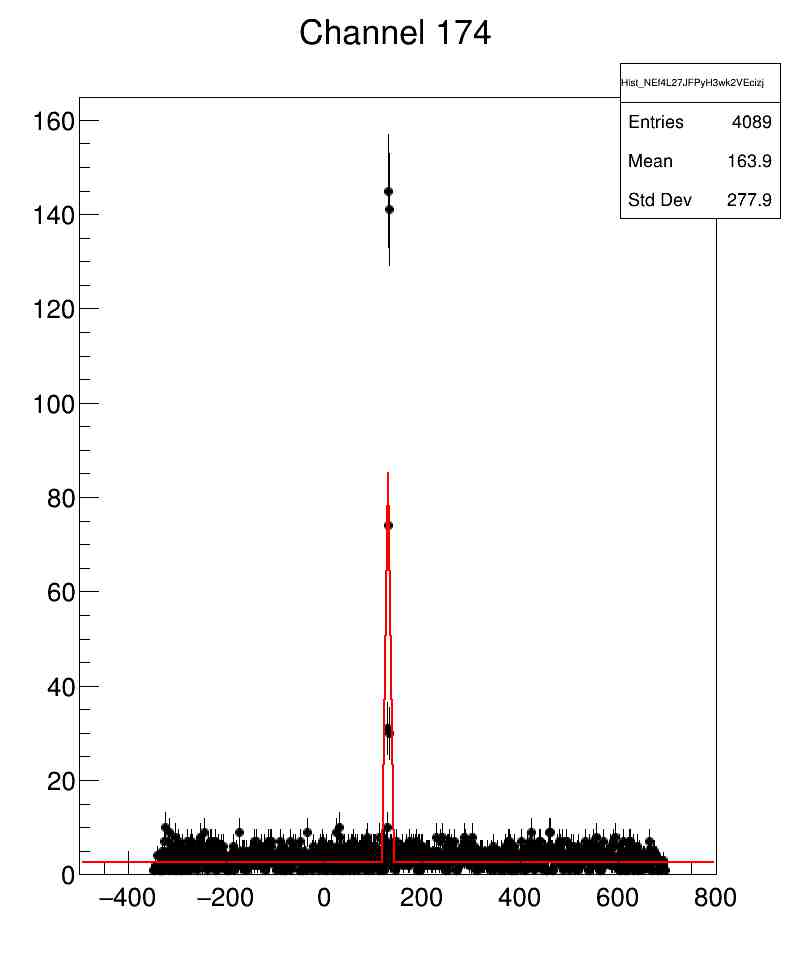 Channel 174
Hist_NEf4L27JFPyH3wk2VEcizj
Entries 4089
Mean 163.9
Std Dev 277.9
160
140
120
100
80
60
40
20
0
−400 −200 0 200 400 600 800